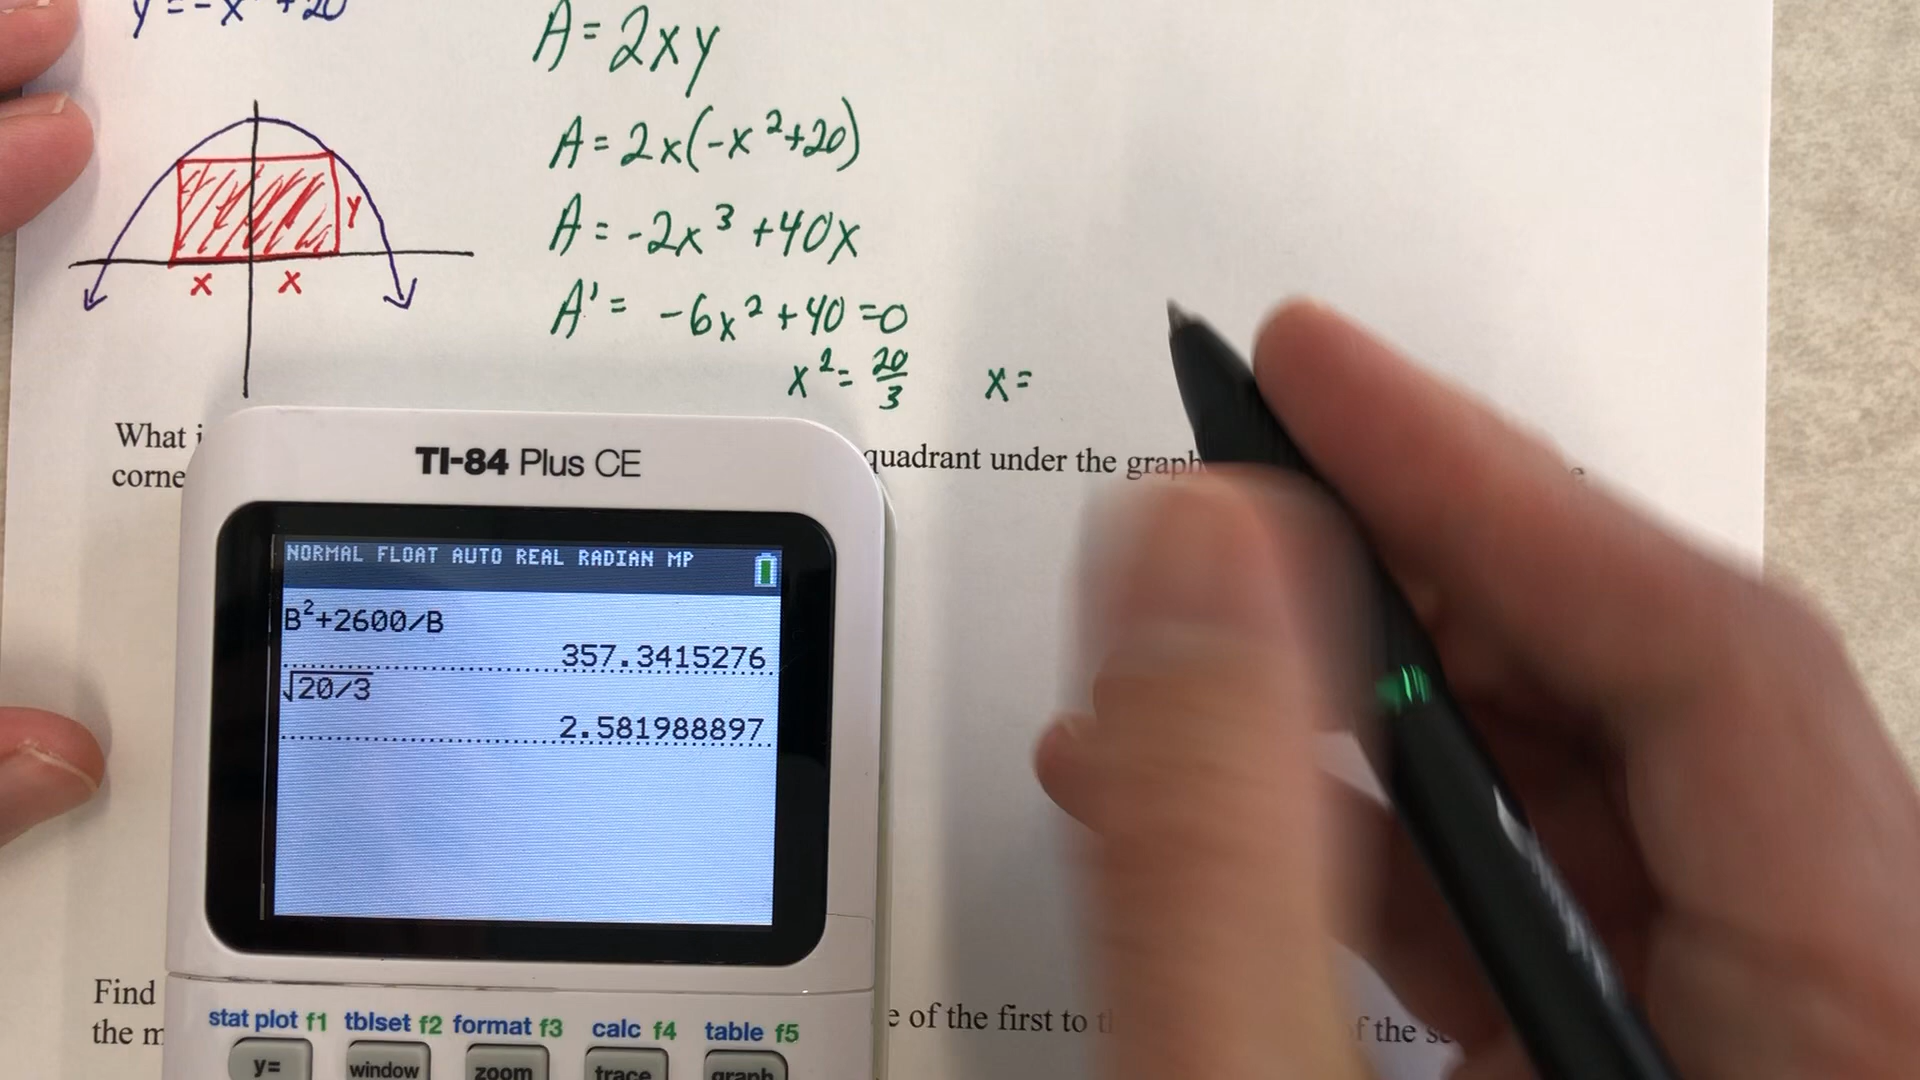 y = -x² + 20
A = 2xy
A = 2x(-x²+20)
A = -2x³ +40x
y
x x
A' = -6x² +40 =0
x² = 20/3 x =
What
corne
quadrant under the graph
TI-84 Plus CE
NORMAL FLOAT AUTO REAL RADIAN MP
B²+2600/B
357.3415276
√20/3
2.581988897
Find
the m
e of the first to
of the
stat plot f1 tblset f2 format f3 calc f4 table f5
y= window zoom trace graph